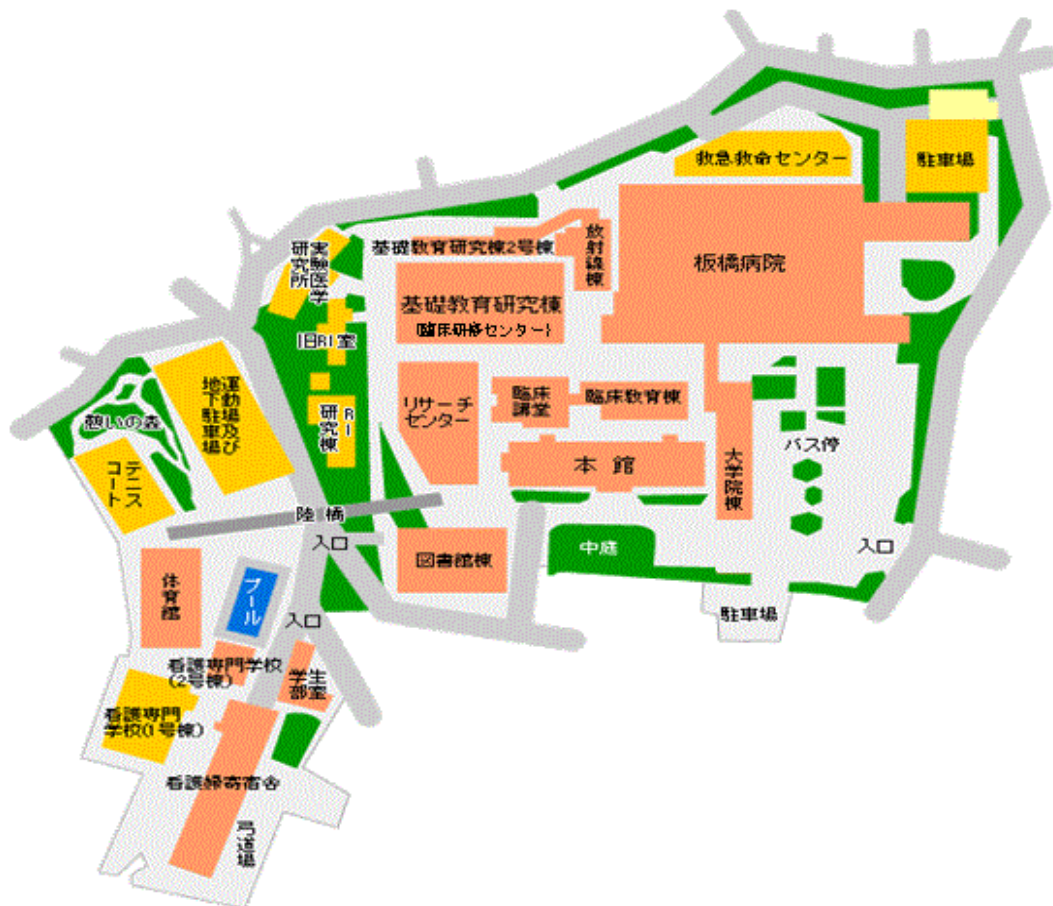 救急救命センター
駐車場
放射線棟
基礎教育研究棟2号棟
実験医学
研究所
板橋病院
基礎教育研究棟
(臨床研修センター)
旧RI室
運動場及び
地下駐車場
憩いの森
RI
研究棟
リサーチ
センター
臨床
講堂
臨床教育棟
バス停
テニス
コート
本館
大学院棟
陸橋
入口
図書館棟
中庭
入口
体育館
プール
入口
駐車場
看護専門学校
(2号棟)
学生
部室
看護専門
学校(1号棟)
看護婦寄宿舎
弓道場